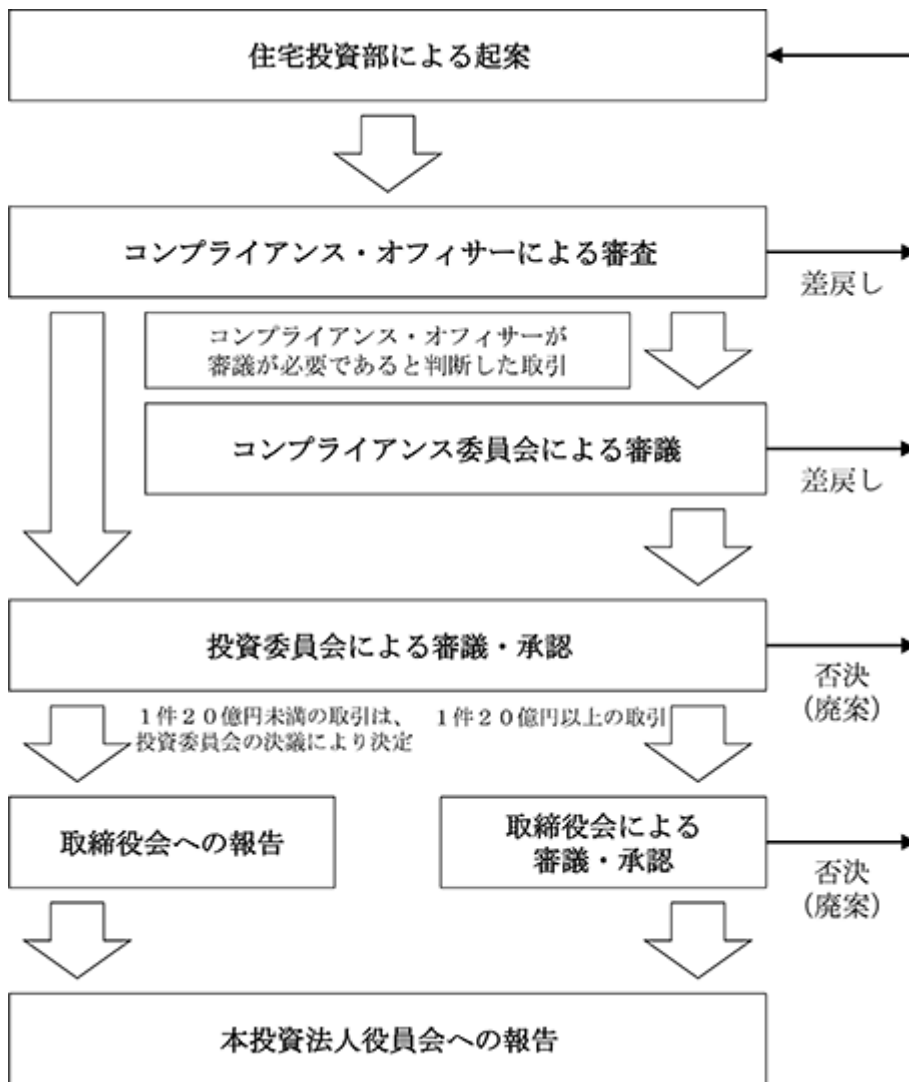 住宅投資部による起案
コンプライアンス・オフィサーによる審査
差戻し
コンプライアンス・オフィサーが
審議が必要であると判断した取引
コンプライアンス委員会による審議
差戻し
投資委員会による審議・承認
否決
（廃案）
１件２０億円未満の取引は、
投資委員会の決議により決定
１件２０億円以上の取引
取締役会への報告
取締役会による
審議・承認
否決
（廃案）
本投資法人役員会への報告